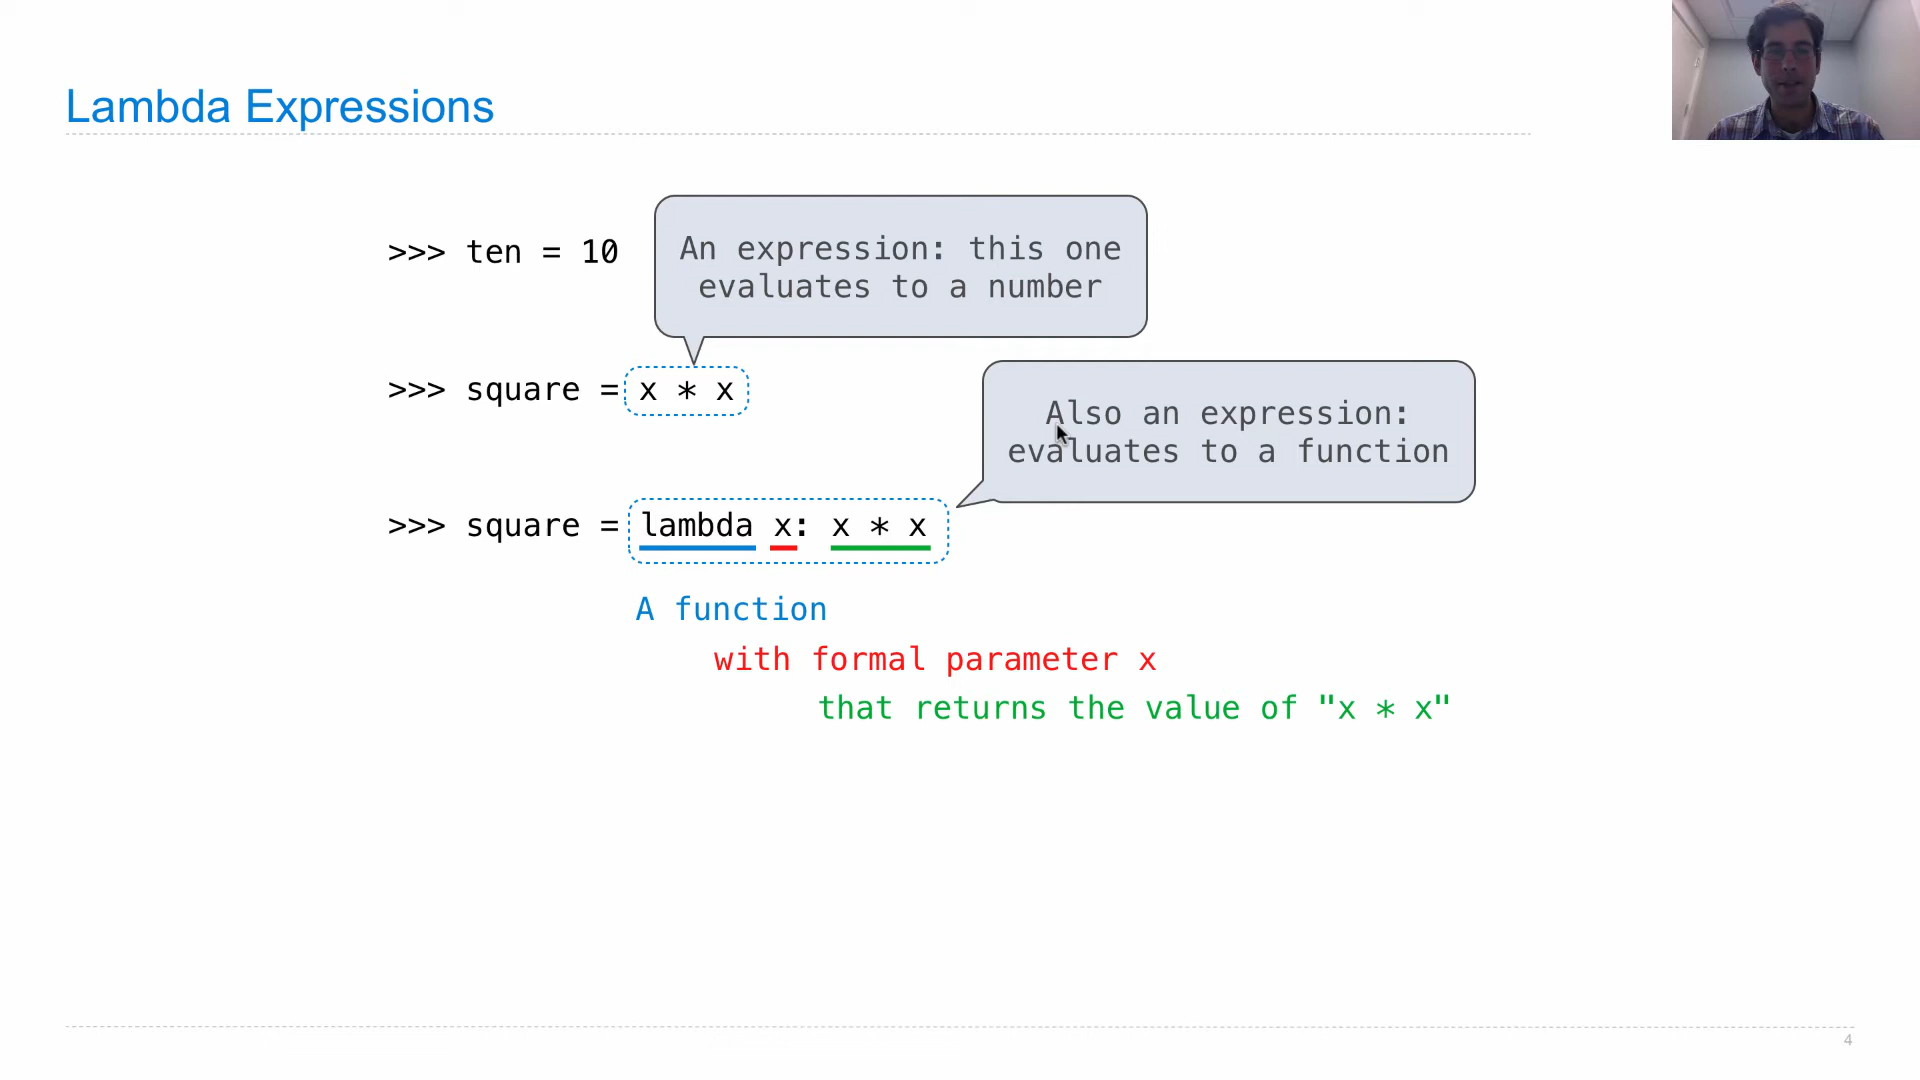 Lambda Expressions
>>> ten = 10
An expression: this one
evaluates to a number
>>> square = x * x
Also an expression:
evaluates to a function
>>> square = lambda x: x * x
A function
with formal parameter x
that returns the value of "x * x"
4